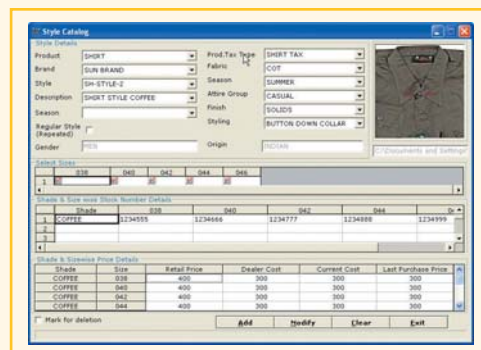 Style Catalog
Style Details
Product SHIRT Prod.Tax Type SHIRT TAX
Brand SUN BRAND Fabric COT
Style SH-STYLE-2 Season SUMMER
Description SHIRT STYLE COFFEE Attire Group CASUAL
Season Finish SOLIDS
Regular Style (Repeated) Styling BUTTON DOWN COLLAR
Gender MEN Origin INDIAN
C:\Documents and Settings
Select Sizes
038 040 042 044 046
1
Shade & Size wise Stock Number Details
Shade 038 040 042 044
1 COFFEE 1234555 1234666 1234777 1234888 1234999
2
3
Shade & Sizewise Price Details
Shade Size Retail Price Dealer Cost Current Cost Last Purchase Price
COFFEE 038 400 300 300 300
COFFEE 040 400 300 300 300
COFFEE 042 400 300 300 300
COFFEE 044 400 300 300 300
Mark for deletion Add Modify Clear Exit